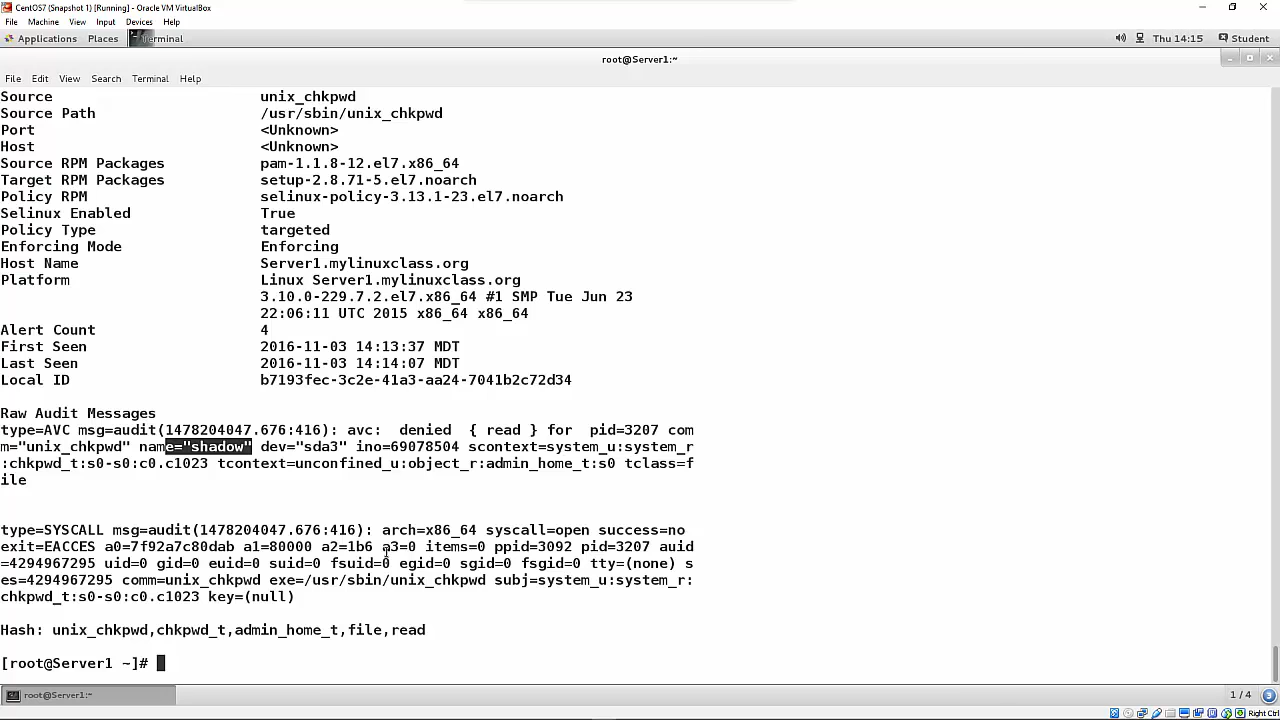 CentOS7 (Snapshot 1) [Running] - Oracle VM VirtualBox
File Machine View Input Devices Help
Applications Places Terminal Thu 14:15 Student
root@Server1:~
File Edit View Search Terminal Help
Source unix_chkpwd
Source Path /usr/sbin/unix_chkpwd
Port <Unknown>
Host <Unknown>
Source RPM Packages pam-1.1.8-12.el7.x86_64
Target RPM Packages setup-2.8.71-5.el7.noarch
Policy RPM selinux-policy-3.13.1-23.el7.noarch
Selinux Enabled True
Policy Type targeted
Enforcing Mode Enforcing
Host Name Server1.mylinuxclass.org
Platform Linux Server1.mylinuxclass.org
3.10.0-229.7.2.el7.x86_64 #1 SMP Tue Jun 23
22:06:11 UTC 2015 x86_64 x86_64
Alert Count 4
First Seen 2016-11-03 14:13:37 MDT
Last Seen 2016-11-03 14:14:07 MDT
Local ID b7193fec-3c2e-41a3-aa24-7041b2c72d34
Raw Audit Messages
type=AVC msg=audit(1478204047.676:416): avc:  denied  { read } for  pid=3207 com
m="unix_chkpwd" name="shadow" dev="sda3" ino=69078504 scontext=system_u:system_r
:chkpwd_t:s0-s0:c0.c1023 tcontext=unconfined_u:object_r:admin_home_t:s0 tclass=f
ile
type=SYSCALL msg=audit(1478204047.676:416): arch=x86_64 syscall=open success=no
exit=EACCES a0=7f92a7c80dab a1=80000 a2=1b6 a3=0 items=0 ppid=3092 pid=3207 auid
=4294967295 uid=0 gid=0 euid=0 suid=0 fsuid=0 egid=0 sgid=0 fsgid=0 tty=(none) s
es=4294967295 comm=unix_chkpwd exe=/usr/sbin/unix_chkpwd subj=system_u:system_r:
chkpwd_t:s0-s0:c0.c1023 key=(null)
Hash: unix_chkpwd,chkpwd_t,admin_home_t,file,read
[root@Server1 ~]#
root@Server1:~ 1 / 4
Right Ctrl